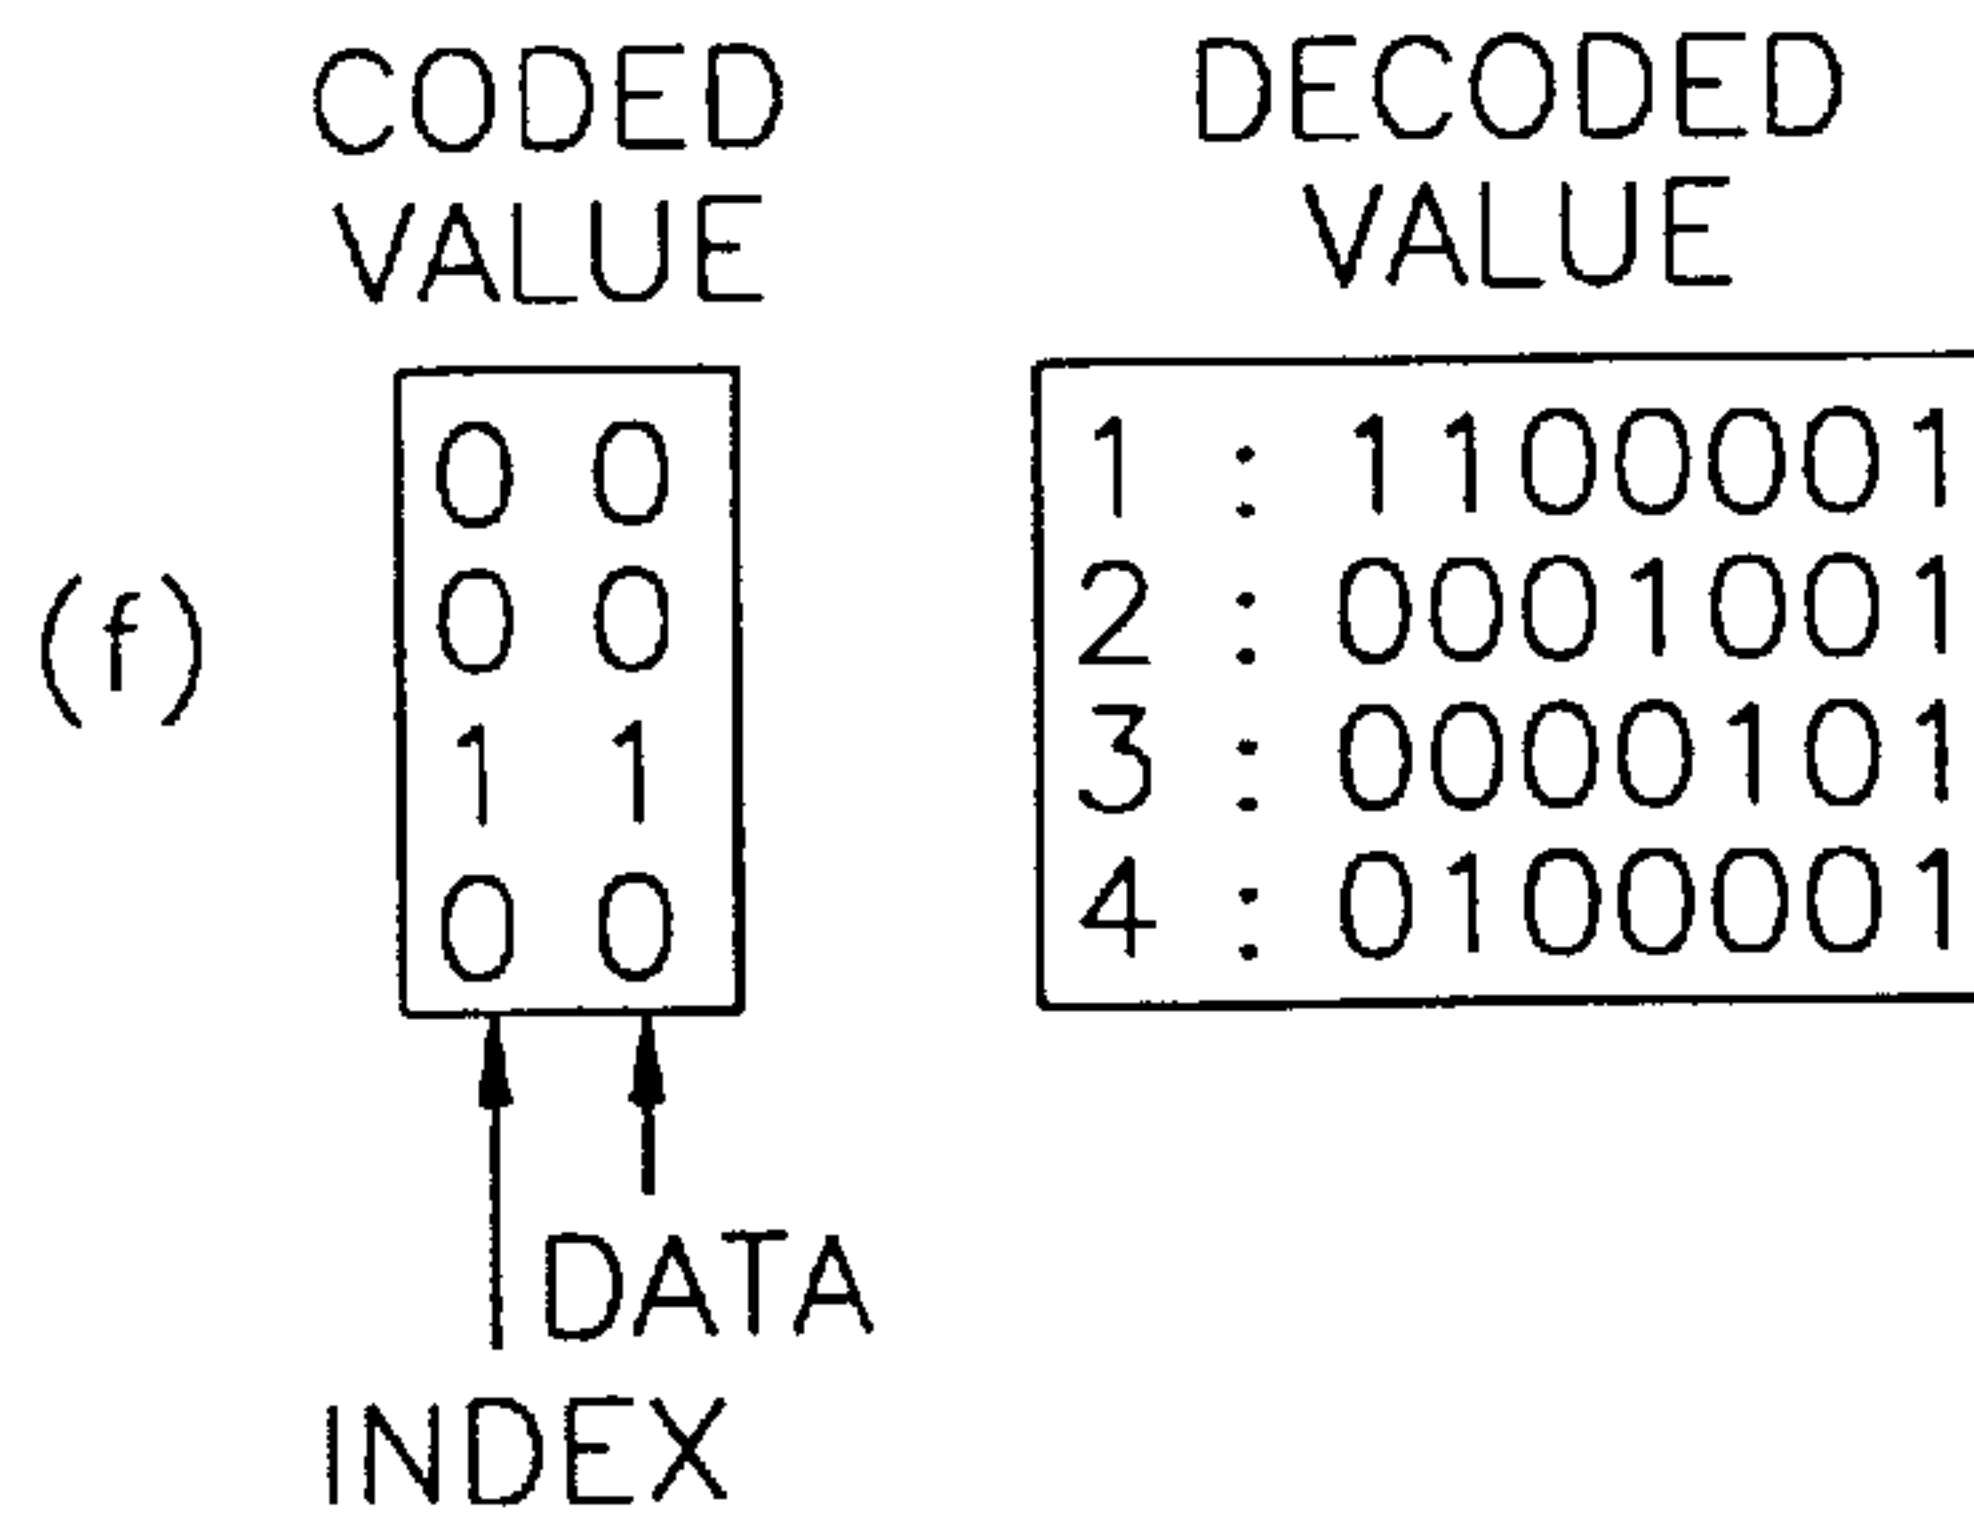 CODED DECODED
VALUE VALUE
0 0 1 : 1100001
(f) 0 0 2 : 0001001
1 1 3 : 0000101
0 0 4 : 0100001
DATA
INDEX